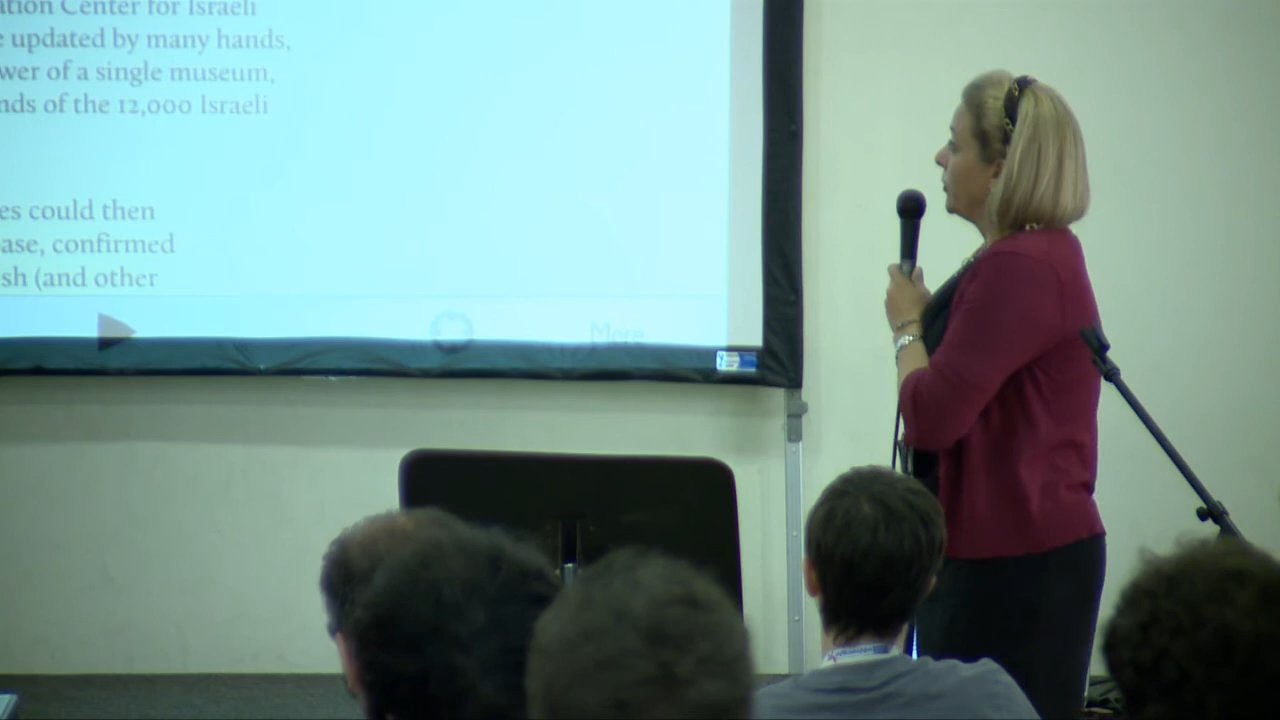 ation Center for Israeli
e updated by many hands,
wer of a single museum,
nds of the 12,000 Israeli
es could then
ase, confirmed
sh (and other
More